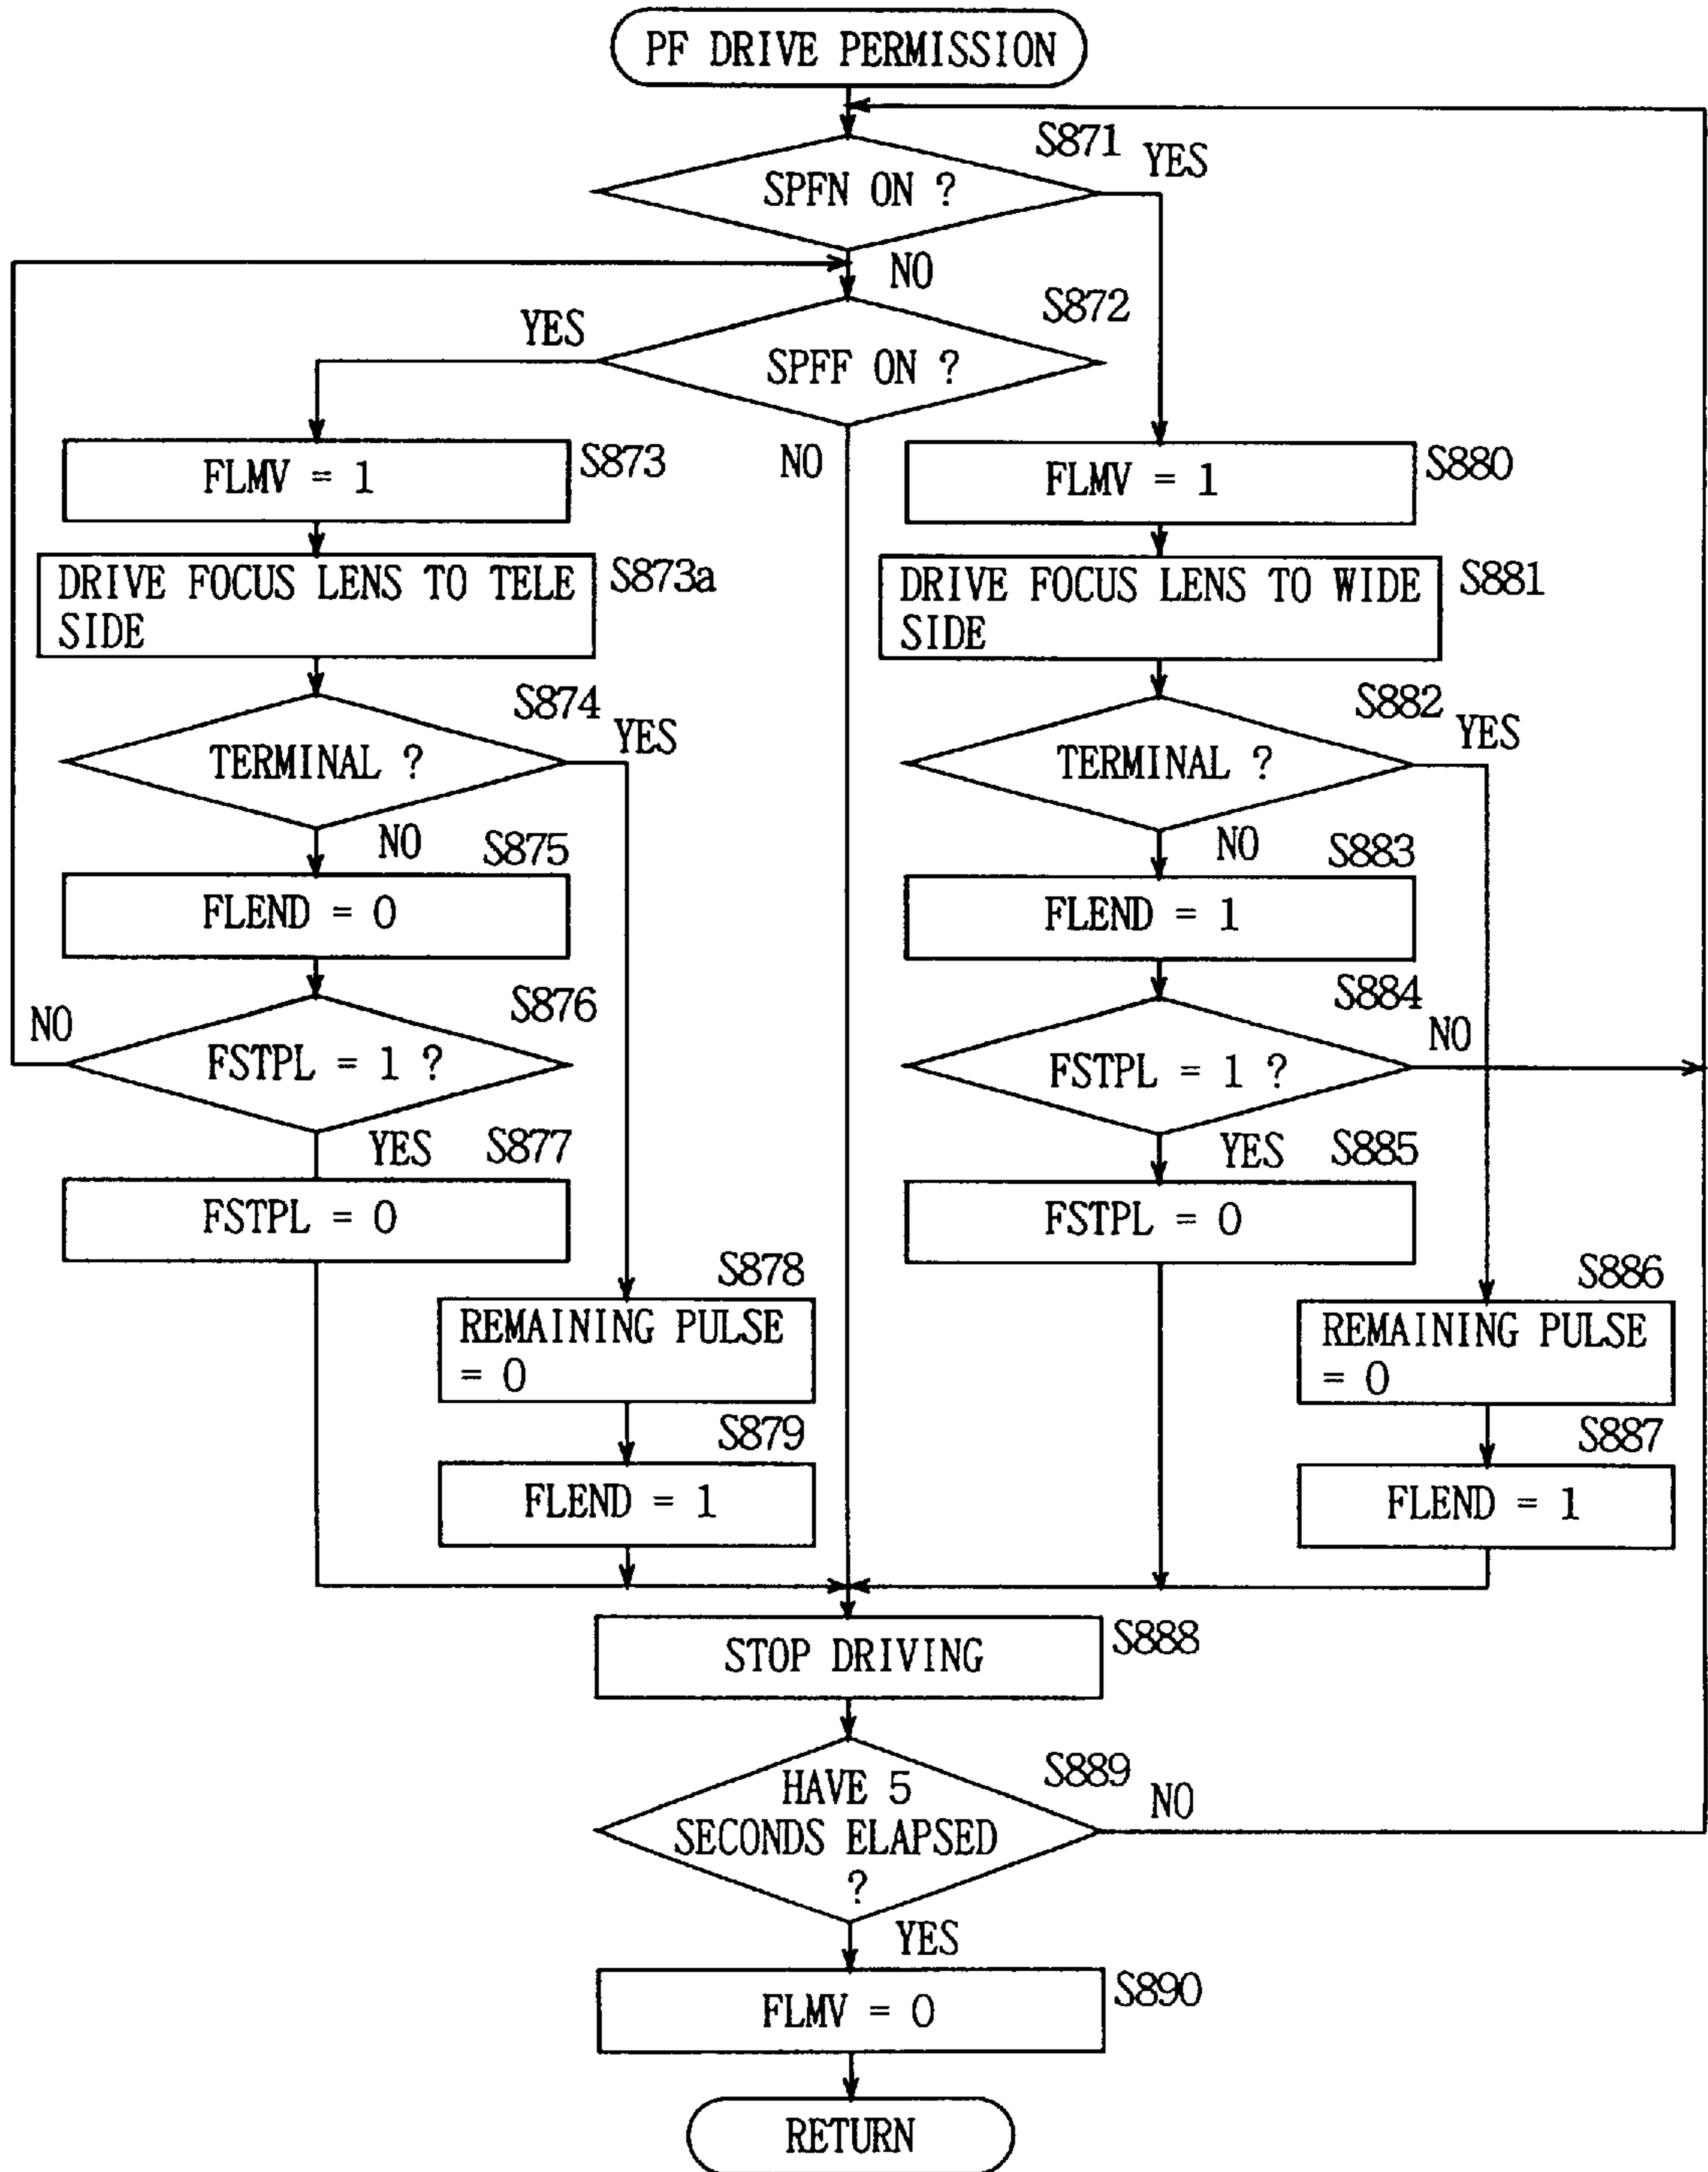 PF DRIVE PERMISSION
S871
YES
SPFN ON ?
NO
S872
YES
SPFF ON ?
NO
FLMV = 1
S873
FLMV = 1
S880
DRIVE FOCUS LENS TO TELE
SIDE
S873a
DRIVE FOCUS LENS TO WIDE
SIDE
S881
S874
YES
TERMINAL ?
NO
S882
YES
TERMINAL ?
NO
S875
FLEND = 0
S883
FLEND = 1
S876
NO
FSTPL = 1 ?
YES
S884
NO
FSTPL = 1 ?
YES
S877
FSTPL = 0
S885
FSTPL = 0
S878
REMAINING PULSE
= 0
S886
REMAINING PULSE
= 0
S879
FLEND = 1
S887
FLEND = 1
STOP DRIVING
S888
S889
HAVE 5
SECONDS ELAPSED
?
NO
YES
FLMV = 0
S890
RETURN